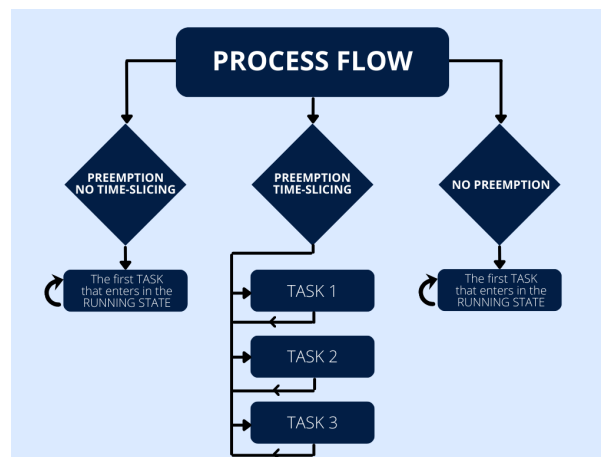 PROCESS FLOW
PREEMPTION
NO TIME-SLICING
PREEMPTION
TIME-SLICING
NO PREEMPTION
The first TASK
that enters in the
RUNNING STATE
TASK 1
TASK 2
TASK 3
The first TASK
that enters in the
RUNNING STATE